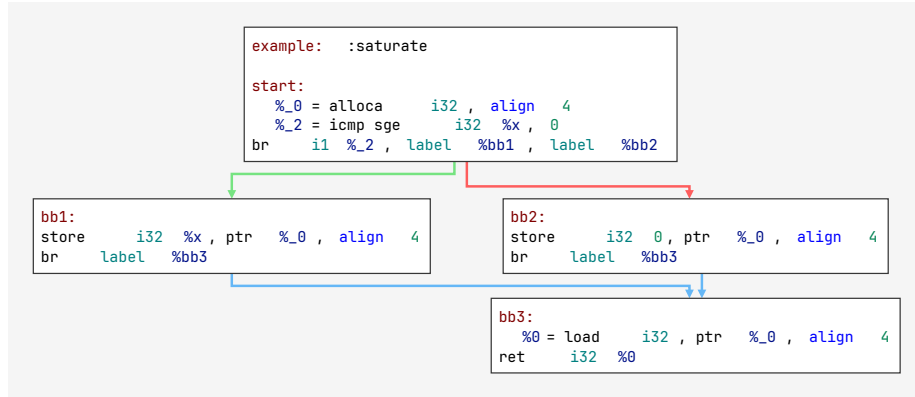 example: :saturate
start:
%_0 = alloca i32 , align 4
%_2 = icmp sge i32 %x , 0
br i1 %_2 , label %bb1 , label %bb2
bb1:
store i32 %x , ptr %_0 , align 4
br label %bb3
bb2:
store i32 0 , ptr %_0 , align 4
br label %bb3
bb3:
%0 = load i32 , ptr %_0 , align 4
ret i32 %0